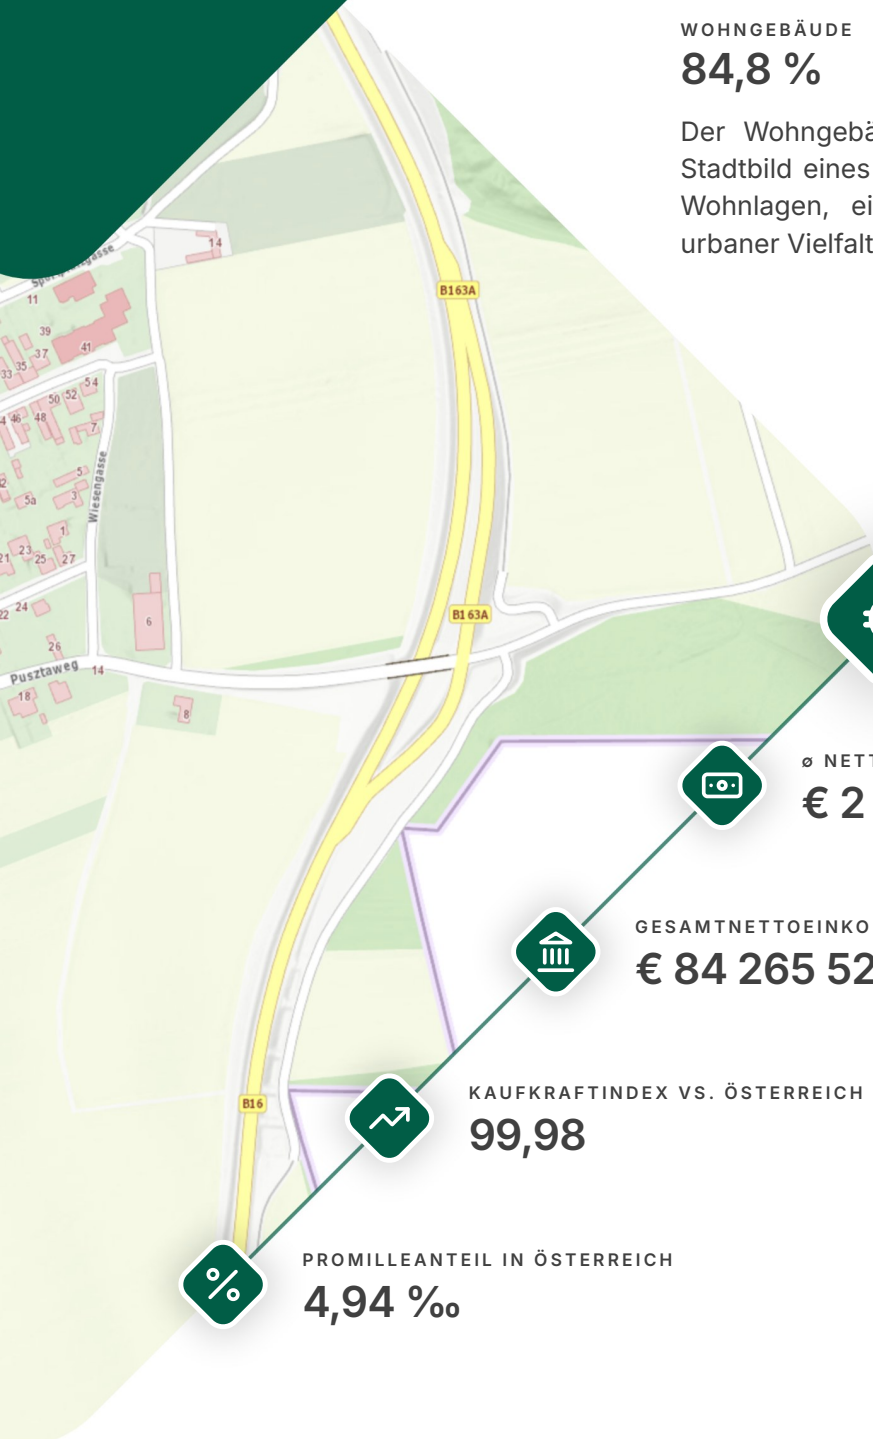 WOHNGEBÄUDE
84,8 %
Der Wohngebä
Stadtbild eines
Wohnlagen, ei
urbaner Vielfalt
14
11
39
41
37
35
33
54
52
50
48
46
7
5
3
5a
Wiesengasse
1
23
25
27
21
24
22
26
6
Pusztaweg
14
18
8
B163A
B163A
B16
ø NETT
€ 2
GESAMTNETTOEINKO
€ 84 265 52
KAUFKRAFTINDEX VS. ÖSTERREICH
99,98
PROMILLEANTEIL IN ÖSTERREICH
4,94 ‰